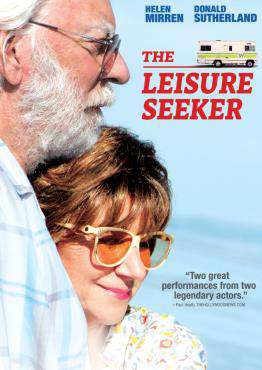 HELEN
MIRREN
DONALD
SUTHERLAND
THE
LEISURE
SEEKER
"Two great
performances from two
legendary actors."